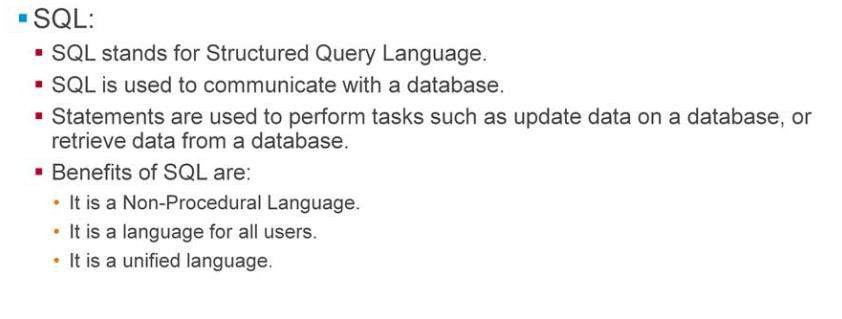 SQL:
SQL stands for Structured Query Language.
SQL is used to communicate with a database.
Statements are used to perform tasks such as update data on a database, or
retrieve data from a database.
Benefits of SQL are:
It is a Non-Procedural Language.
It is a language for all users.
It is a unified language.